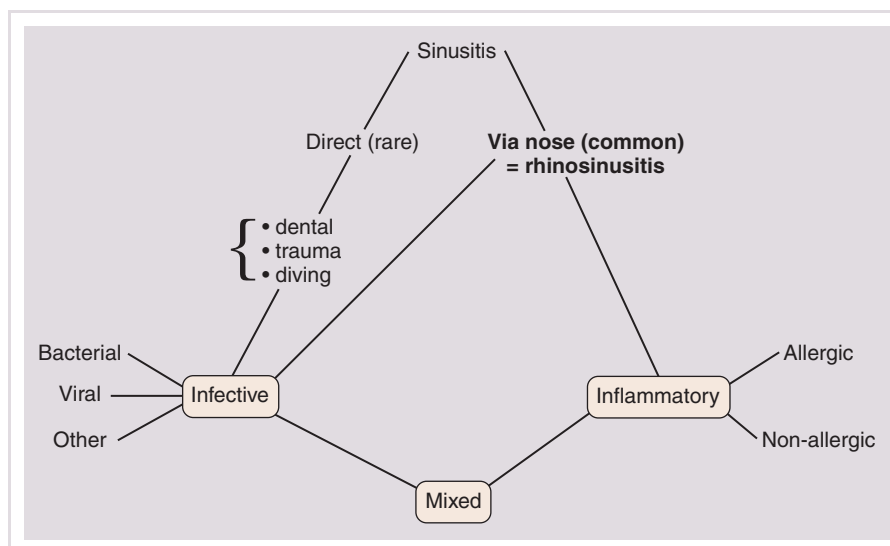 Sinusitis
Direct (rare)
Via nose (common)
= rhinosinusitis
• dental
• trauma
• diving
Bacterial
Viral
Other
Infective
Inflammatory
Allergic
Non-allergic
Mixed